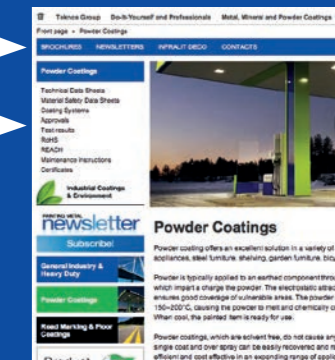 Teknos Group Do-It-Yourself and Professionals Metal, Mineral and Powder Coatings
Front page • Powder Coatings
BROCHURES NEWSLETTERS INFRALIT DECO CONTACTS
Powder Coatings
Technical Data Sheets
Material Safety Data Sheets
Coating Systems
Approvals
Test results
RoHS
REACH
Maintenance instructions
Certificates
Industrial Coatings
& Environment
PAINTING METAL
newsletter
Subscribe!
General Industry &
Heavy Duty
Powder Coatings
Road Marking & Floor
Coatings
Powder Coatings
Powder coating offers an excellent solution in a variety of
appliances, steel furniture, shelving, garden furniture,
Powder is typically applied to an earthed component
which impart a charge the powder. The electrostatic
ensures good coverage of vulnerable areas. The powder
150–200°C, causing the powder to melt and chemically
When cool, the painted item is ready for use.
Powder coatings, which are solvent free, do not cause
single coat and over spray can be easily recovered and
efficient and cost effective in an expanding range of